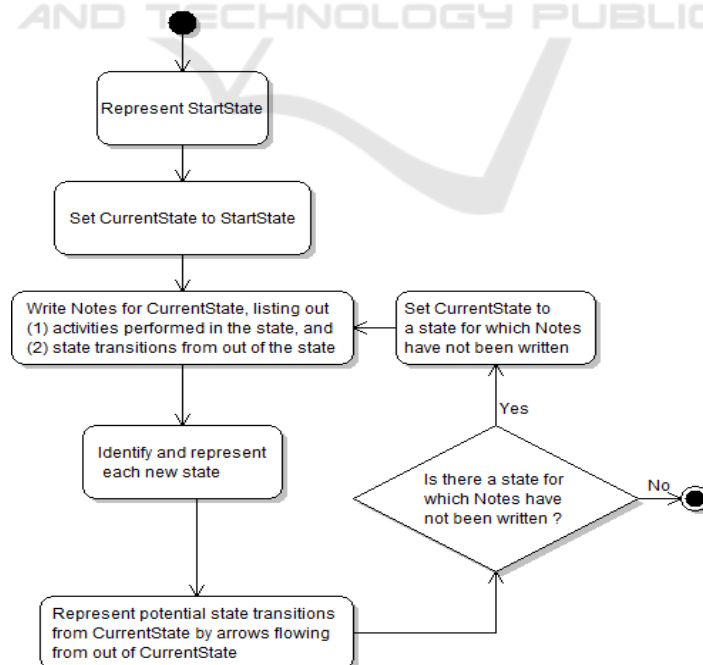 AND TECHNOLOGY PUBLIC
Represent StartState
Set CurrentState to StartState
Write Notes for CurrentState, listing out
(1) activities performed in the state, and
(2) state transitions from out of the state
Set CurrentState to
a state for which Notes
have not been written
Yes
Identify and represent
each new state
Is there a state for
which Notes have
not been written ?
No
Represent potential state transitions
from CurrentState by arrows flowing
from out of CurrentState